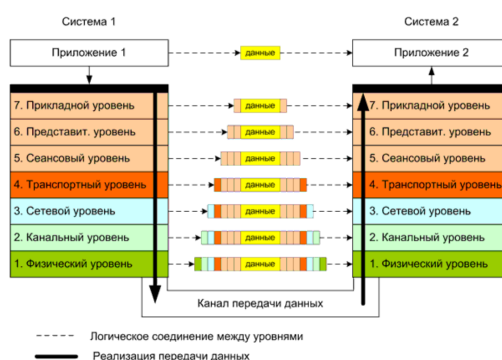 Система 1
Система 2
Приложение 1
данные
Приложение 2
7. Прикладной уровень
данные
7. Прикладной уровень
6. Представит. уровень
данные
6. Представит. уровень
5. Сеансовый уровень
данные
5. Сеансовый уровень
4. Транспортный уровень
данные
4. Транспортный уровень
3. Сетевой уровень
данные
3. Сетевой уровень
2. Канальный уровень
данные
2. Канальный уровень
1. Физический уровень
данные
1. Физический уровень
Канал передачи данных
Логическое соединение между уровнями
Реализация передачи данных